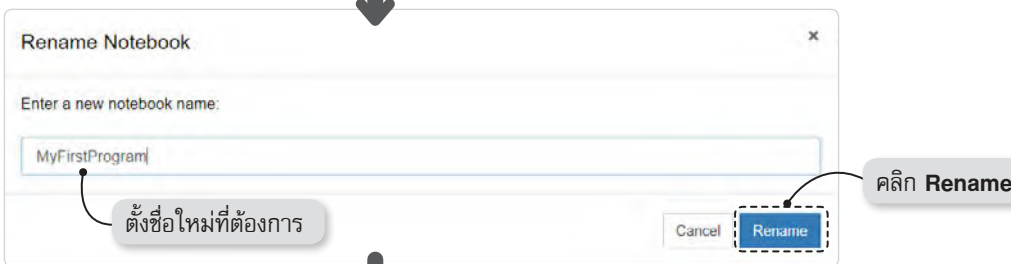 Rename Notebook
×
Enter a new notebook name:
MyFirstProgram
คลิก Rename
ตั้งชื่อใหม่ที่ต้องการ
Cancel Rename